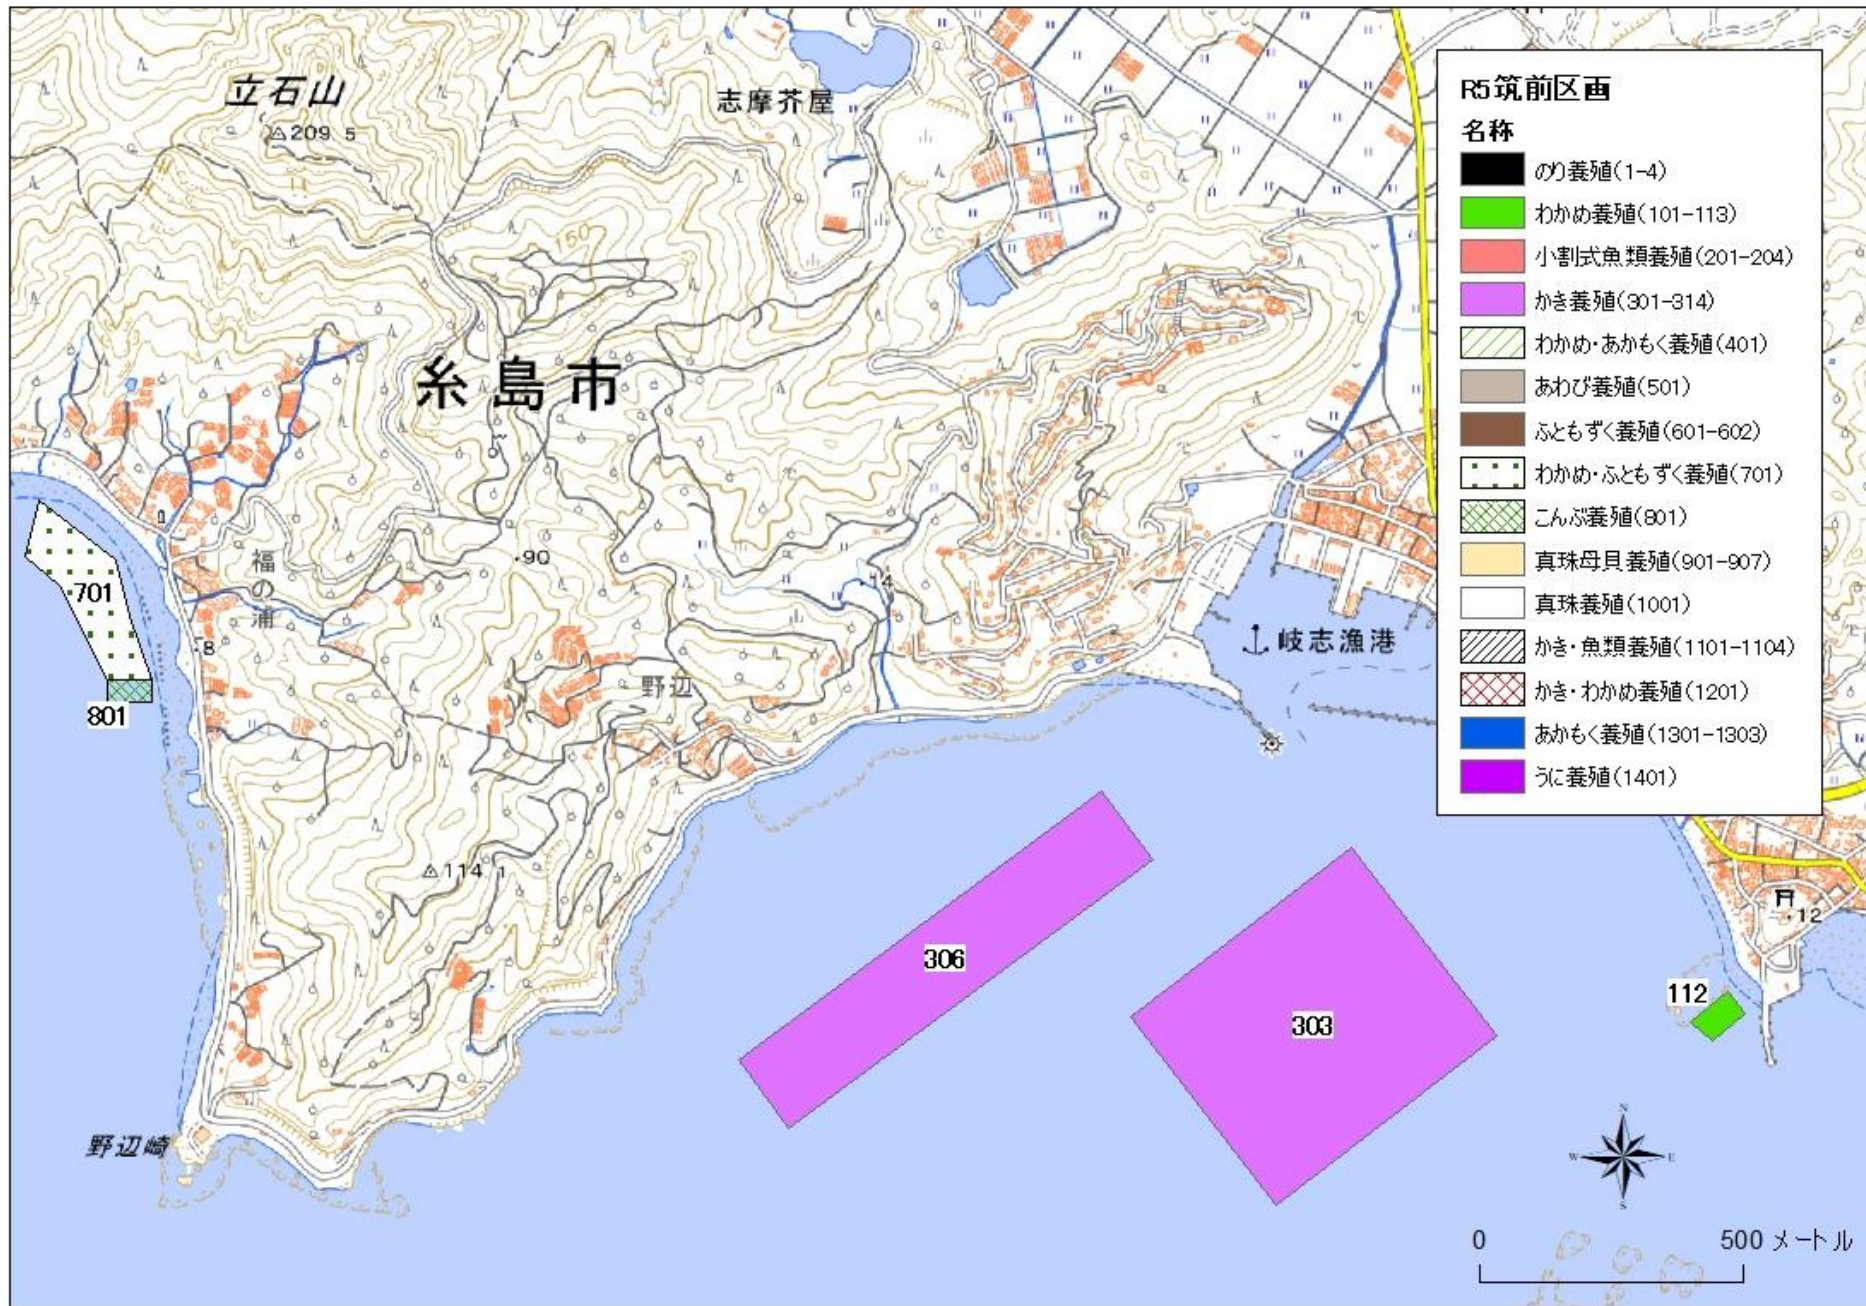 立石山
209.5
志摩芥屋
150
糸島市
福の浦
90
14
8
野辺
岐志漁港
114.1
野辺崎
12
701
801
306
303
112
R5筑前区画
名称
のり養殖(1-4)
わかめ養殖(101-113)
小割式魚類養殖(201-204)
かき養殖(301-314)
わかめ・あかもく養殖(401)
あわび養殖(501)
ふともずく養殖(601-602)
わかめ・ふともずく養殖(701)
こんぶ養殖(801)
真珠母貝養殖(901-907)
真珠養殖(1001)
かき・魚類養殖(1101-1104)
かき・わかめ養殖(1201)
あかもく養殖(1301-1303)
うに養殖(1401)
N
W E
S
0 500 メートル